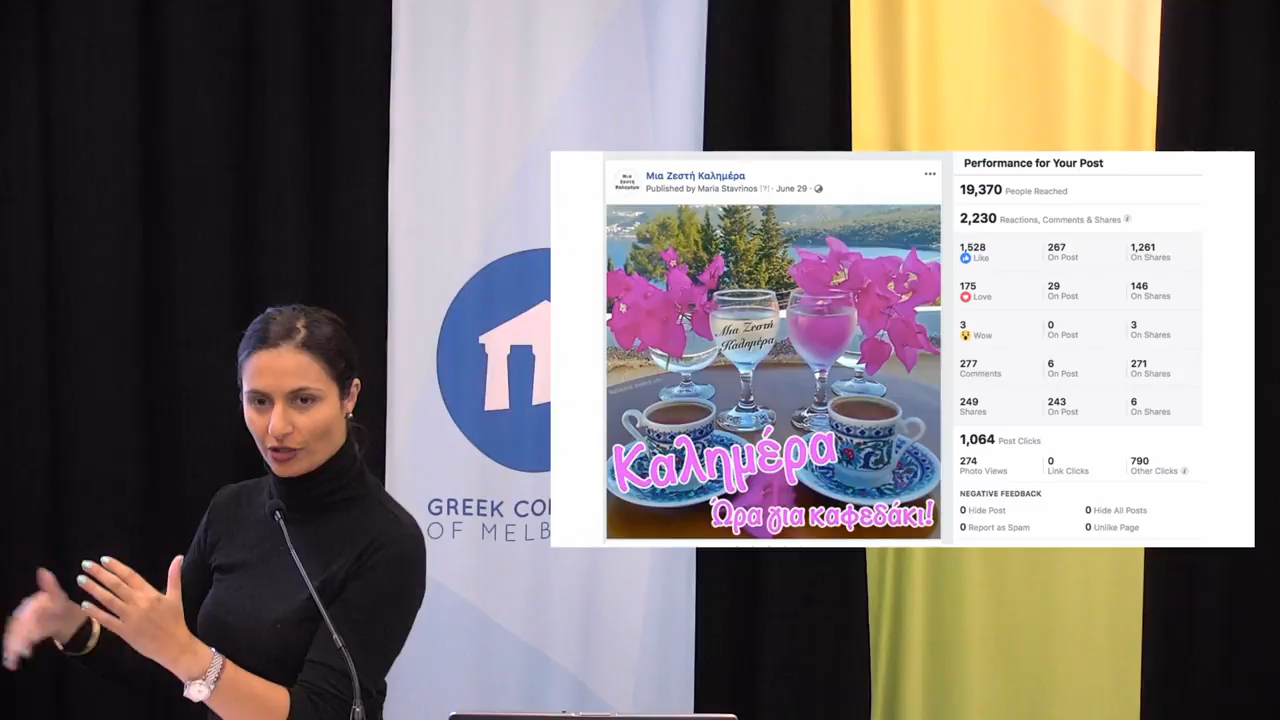 GREEK CO
OF MELB
Μια
Ζεστή
Καλημέρα
Μια Ζεστή Καλημέρα
Published by Maria Stavrinos [?] · June 29 ·
Μια Ζεστή
Καλημέρα
Καλημέρα
Ώρα για καφεδάκι!
Performance for Your Post
19,370 People Reached
2,230 Reactions, Comments & Shares
1,528 267 1,261
Like On Post On Shares
175 29 146
Love On Post On Shares
3 0 3
Wow On Post On Shares
277 6 271
Comments On Post On Shares
249 243 6
Shares On Post On Shares
1,064 Post Clicks
274 0 790
Photo Views Link Clicks Other Clicks
NEGATIVE FEEDBACK
0 Hide Post 0 Hide All Posts
0 Report as Spam 0 Unlike Page